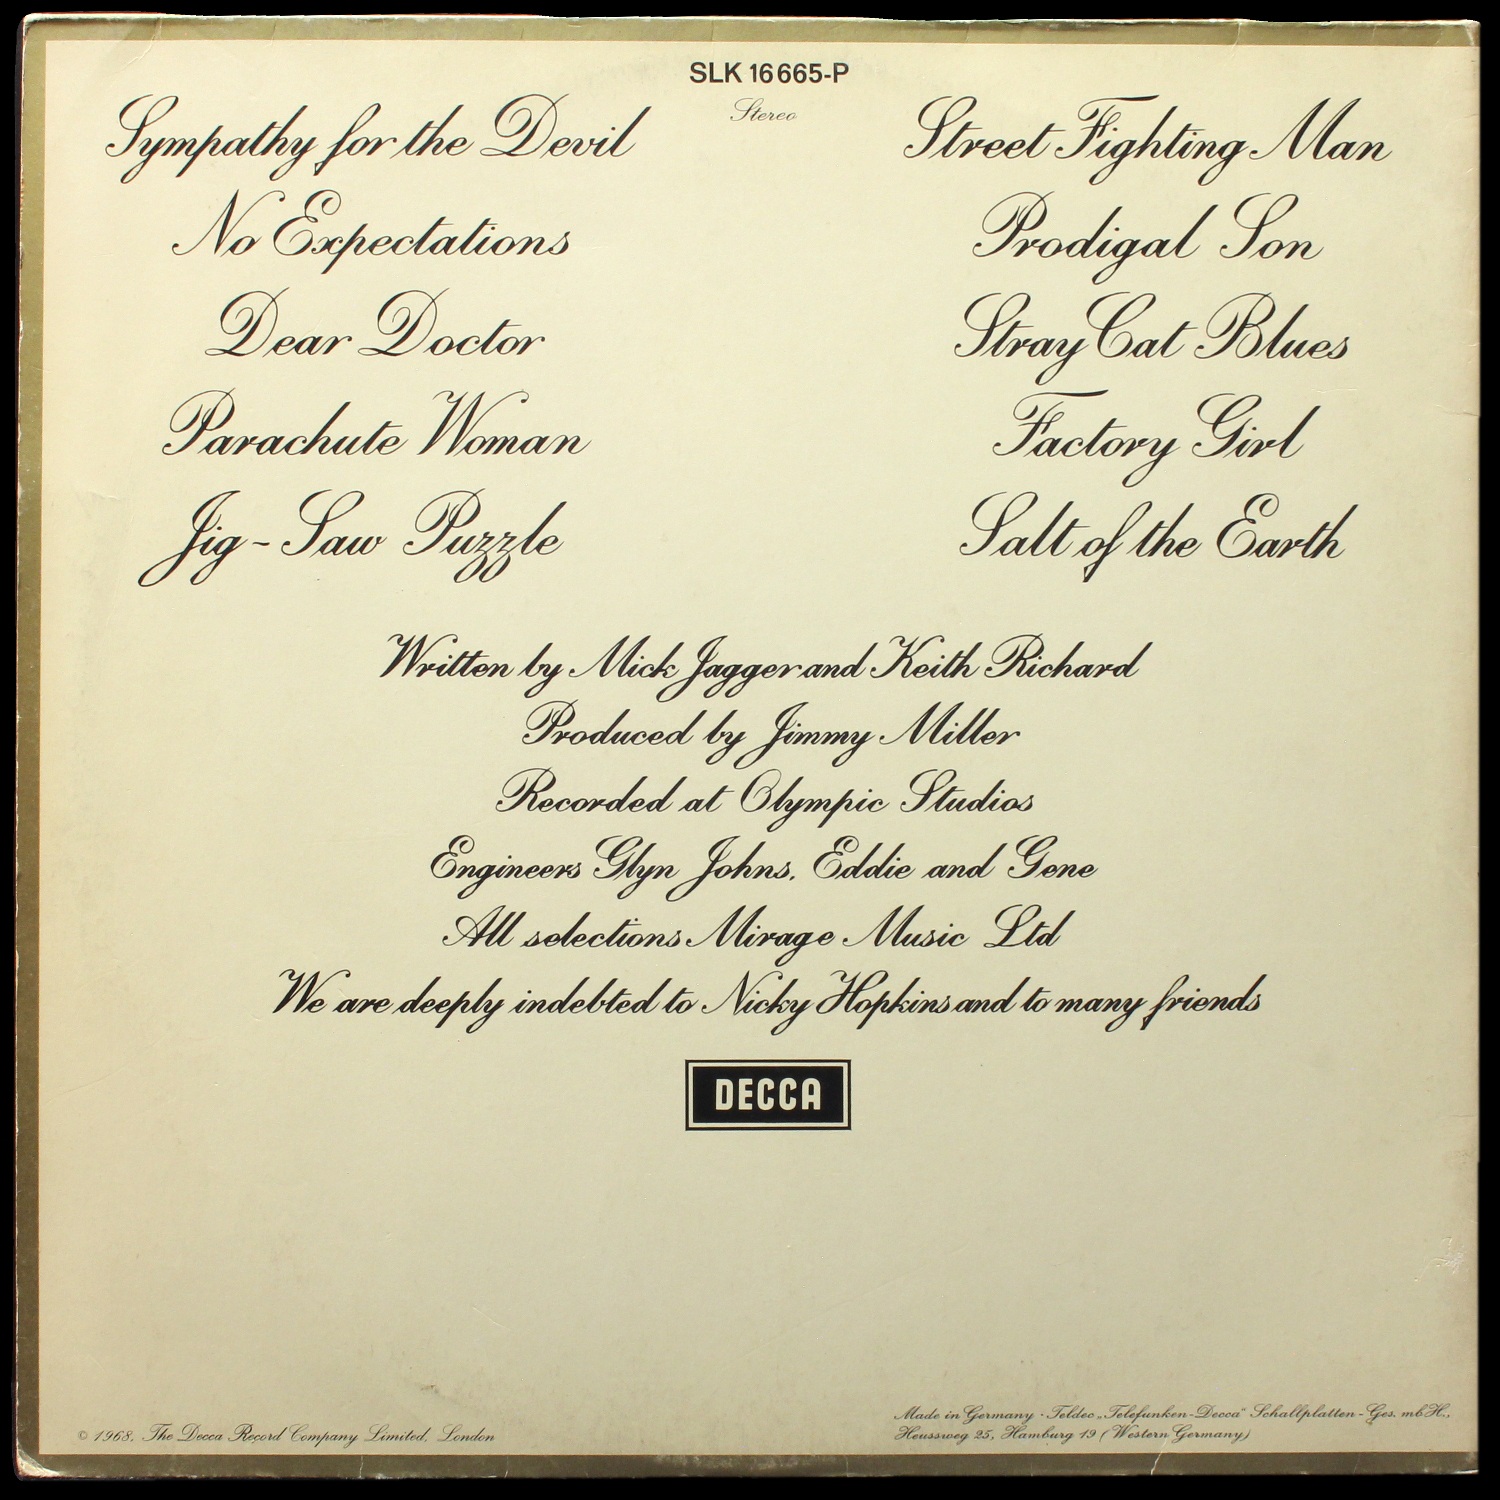 SLK 16665-P
Stereo
Sympathy for the Devil
No Expectations
Dear Doctor
Parachute Woman
Jig-Saw Puzzle
Street Fighting Man
Prodigal Son
Stray Cat Blues
Factory Girl
Salt of the Earth
Written by Mick Jagger and Keith Richard
Produced by Jimmy Miller
Recorded at Olympic Studios
Engineers Glyn Johns. Eddie and Gene
All selections Mirage Music Ltd
We are deeply indebted to Nicky Hopkins and to many friends
DECCA
© 1968. The Decca Record Company Limited. London
Made in Germany · Teldec „Telefunken-Decca" Schallplatten-Ges. mbH.,
Heussweg 25, Hamburg 19 (Western Germany)